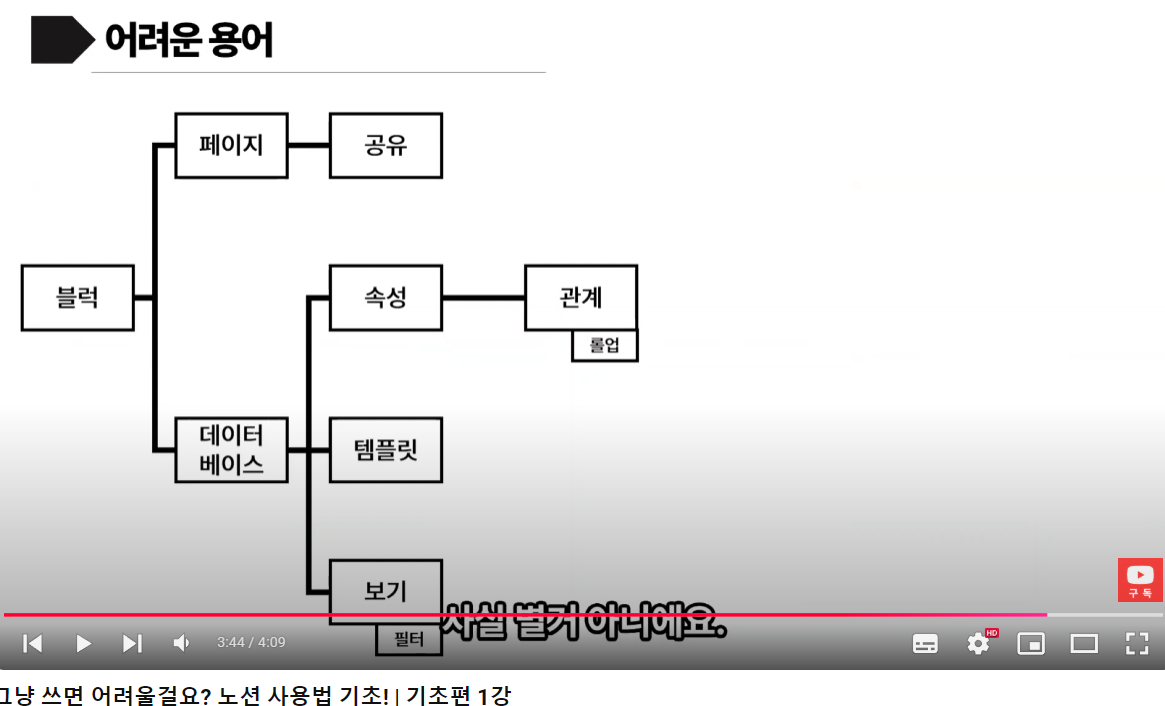 어려운 용어
페이지
공유
블럭
속성
관계
롤업
데이터
베이스
템플릿
보기
필터
사실 별거 아니에요.
구독
3:44 / 4:09
HD
그냥 쓰면 어려울걸요? 노션 사용법 기초! | 기초편 1강